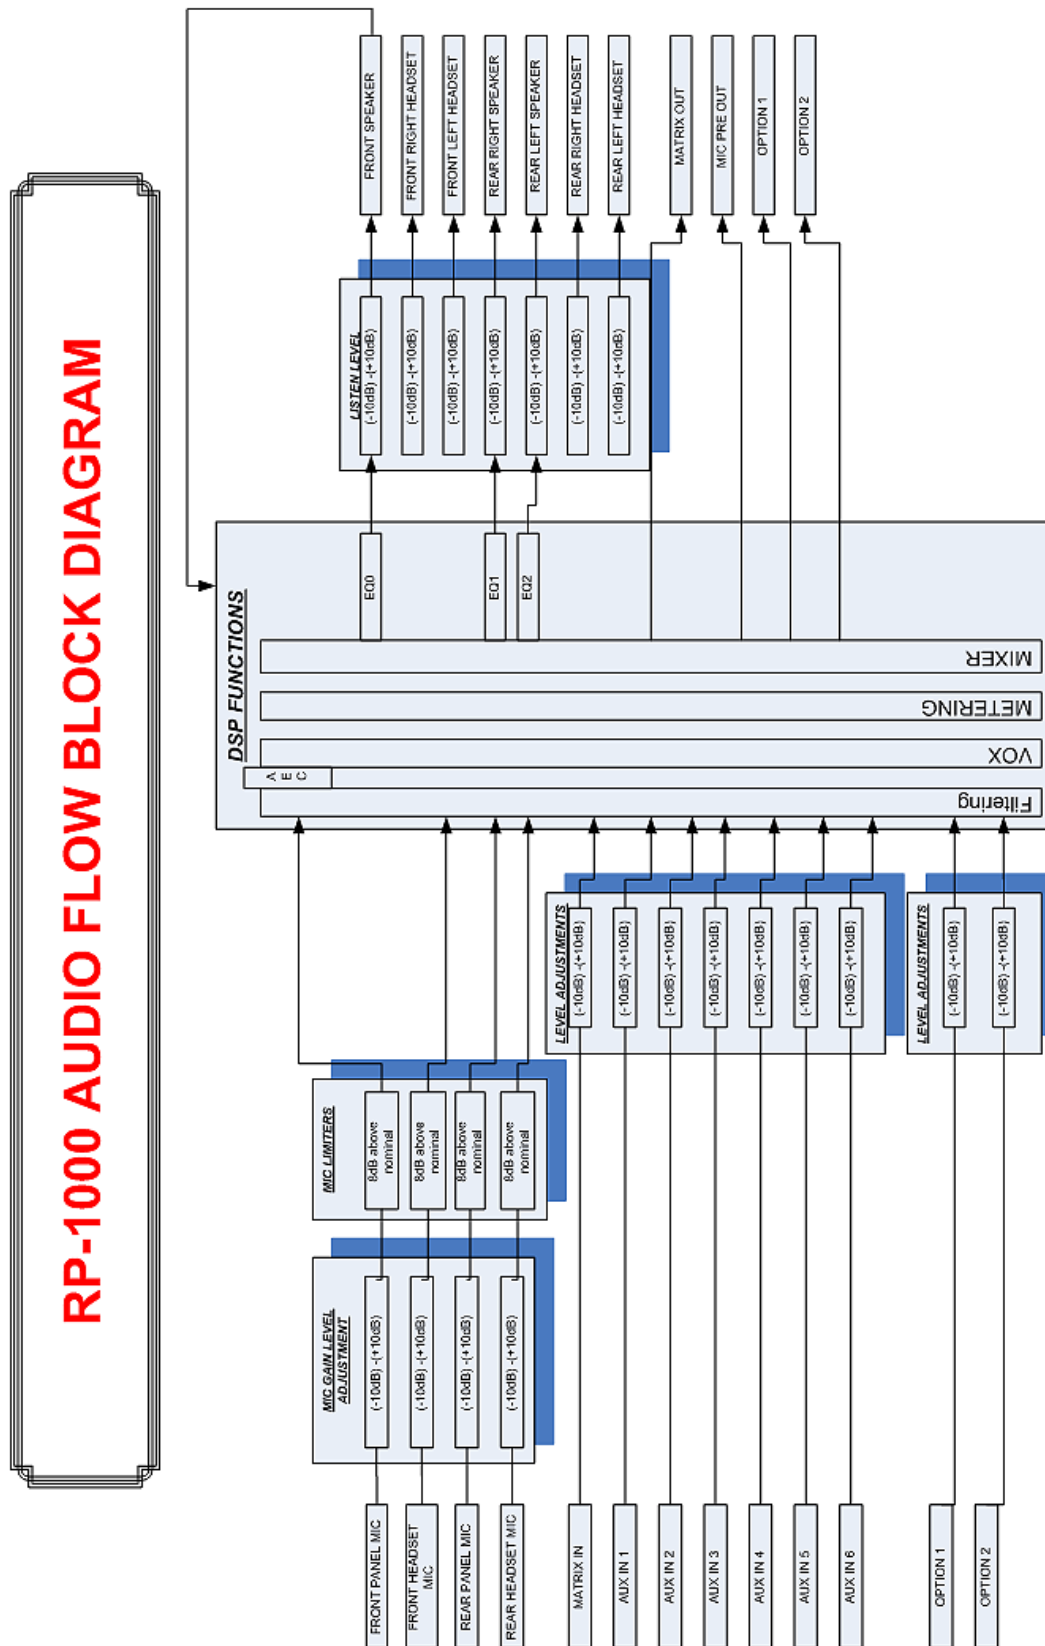 RP-1000 AUDIO FLOW BLOCK DIAGRAM
FRONT PANEL MIC
FRONT HEADSET
MIC
REAR PANEL MIC
REAR HEADSET MIC
MATRIX IN
AUX IN 1
AUX IN 2
AUX IN 3
AUX IN 4
AUX IN 5
AUX IN 6
OPTION 1
OPTION 2
MIC GAIN LEVEL
ADJUSTMENT
(-10dB) -(+10dB)
(-10dB) -(+10dB)
(-10dB) -(+10dB)
(-10dB) -(+10dB)
MIC LIMITERS
8dB above
nominal
8dB above
nominal
8dB above
nominal
8dB above
nominal
LEVEL ADJUSTMENTS
(-10dB) -(+10dB)
(-10dB) -(+10dB)
(-10dB) -(+10dB)
(-10dB) -(+10dB)
(-10dB) -(+10dB)
(-10dB) -(+10dB)
(-10dB) -(+10dB)
LEVEL ADJUSTMENTS
(-10dB) -(+10dB)
(-10dB) -(+10dB)
DSP FUNCTIONS
Filtering
A
E
C
VOX
METERING
MIXER
EQ0
EQ1
EQ2
LISTEN LEVEL
(-10dB) -(+10dB)
(-10dB) -(+10dB)
(-10dB) -(+10dB)
(-10dB) -(+10dB)
(-10dB) -(+10dB)
(-10dB) -(+10dB)
(-10dB) -(+10dB)
FRONT SPEAKER
FRONT RIGHT HEADSET
FRONT LEFT HEADSET
REAR RIGHT SPEAKER
REAR LEFT SPEAKER
REAR RIGHT HEADSET
REAR LEFT HEADSET
MATRIX OUT
MIC PRE OUT
OPTION 1
OPTION 2